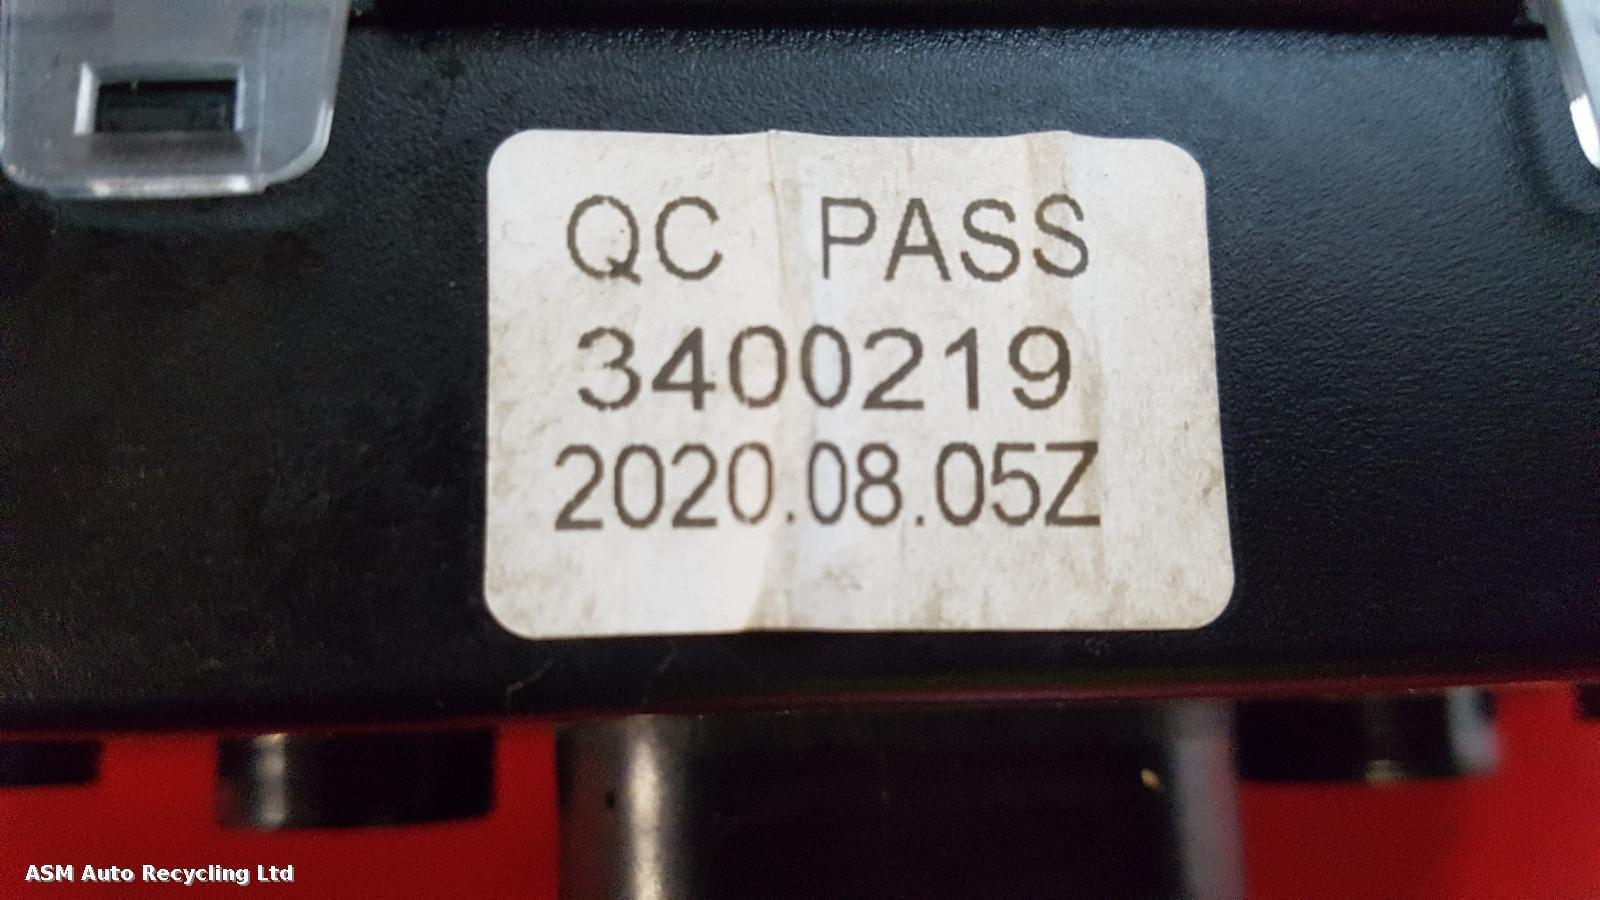 QC PASS
3400219
2020.08.05Z
ASM Auto Recycling Ltd